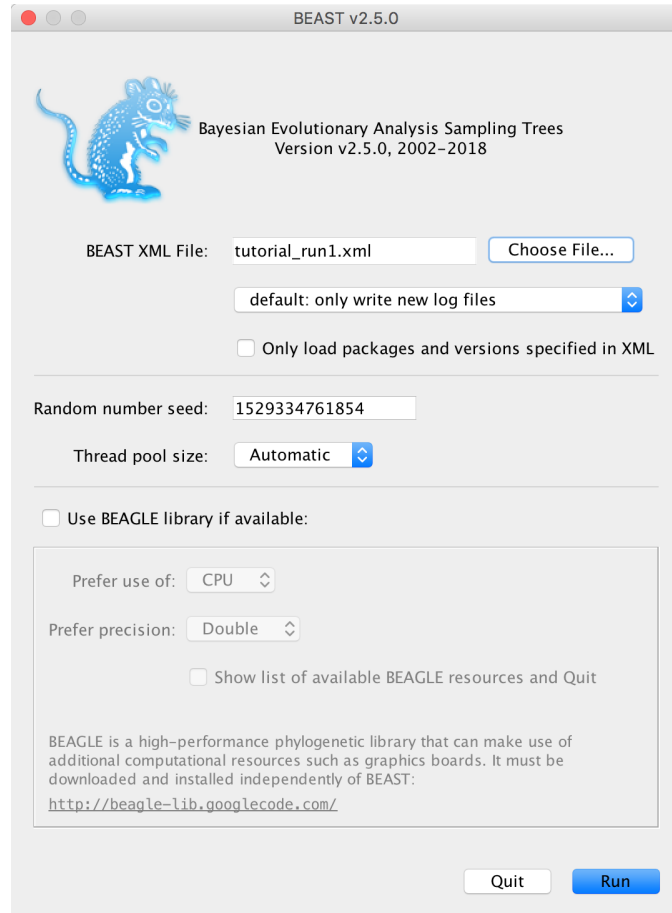 BEAST v2.5.0
Bayesian Evolutionary Analysis Sampling Trees
Version v2.5.0, 2002-2018
BEAST XML File: tutorial_run1.xml Choose File...
default: only write new log files
Only load packages and versions specified in XML
Random number seed: 1529334761854
Thread pool size: Automatic
Use BEAGLE library if available:
Prefer use of: CPU
Prefer precision: Double
Show list of available BEAGLE resources and Quit
BEAGLE is a high-performance phylogenetic library that can make use of
additional computational resources such as graphics boards. It must be
downloaded and installed independently of BEAST:
http://beagle-lib.googlecode.com/
Quit Run